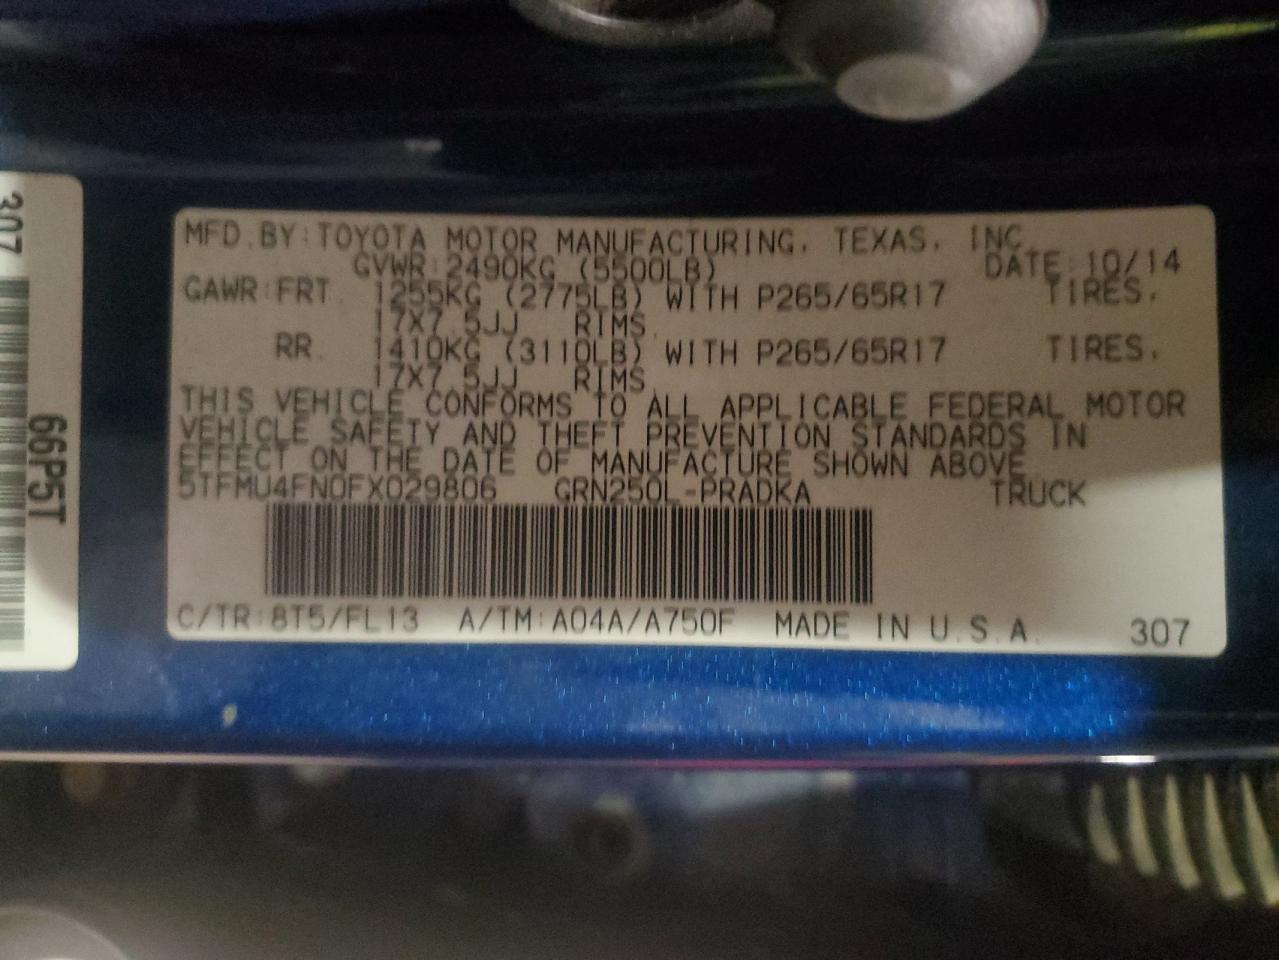 MFD. BY: TOYOTA MOTOR MANUFACTURING, TEXAS, INC.
GVWR: 2490KG (5500LB) DATE: 10/14
GAWR: FRT. 1255KG (2775LB) WITH P265/65R17 TIRES,
17X7.5JJ RIMS.
RR. 1410KG (3110LB) WITH P265/65R17 TIRES,
17X7.5JJ RIMS.
THIS VEHICLE CONFORMS TO ALL APPLICABLE FEDERAL MOTOR
VEHICLE SAFETY AND THEFT PREVENTION STANDARDS IN
EFFECT ON THE DATE OF MANUFACTURE SHOWN ABOVE.
5TFMU4FN0FX029806 GRN250L-PRADKA TRUCK
C/TR: 8T5/FL13 A/TM: A04A/A750F MADE IN U.S.A. 307
307
66P5T